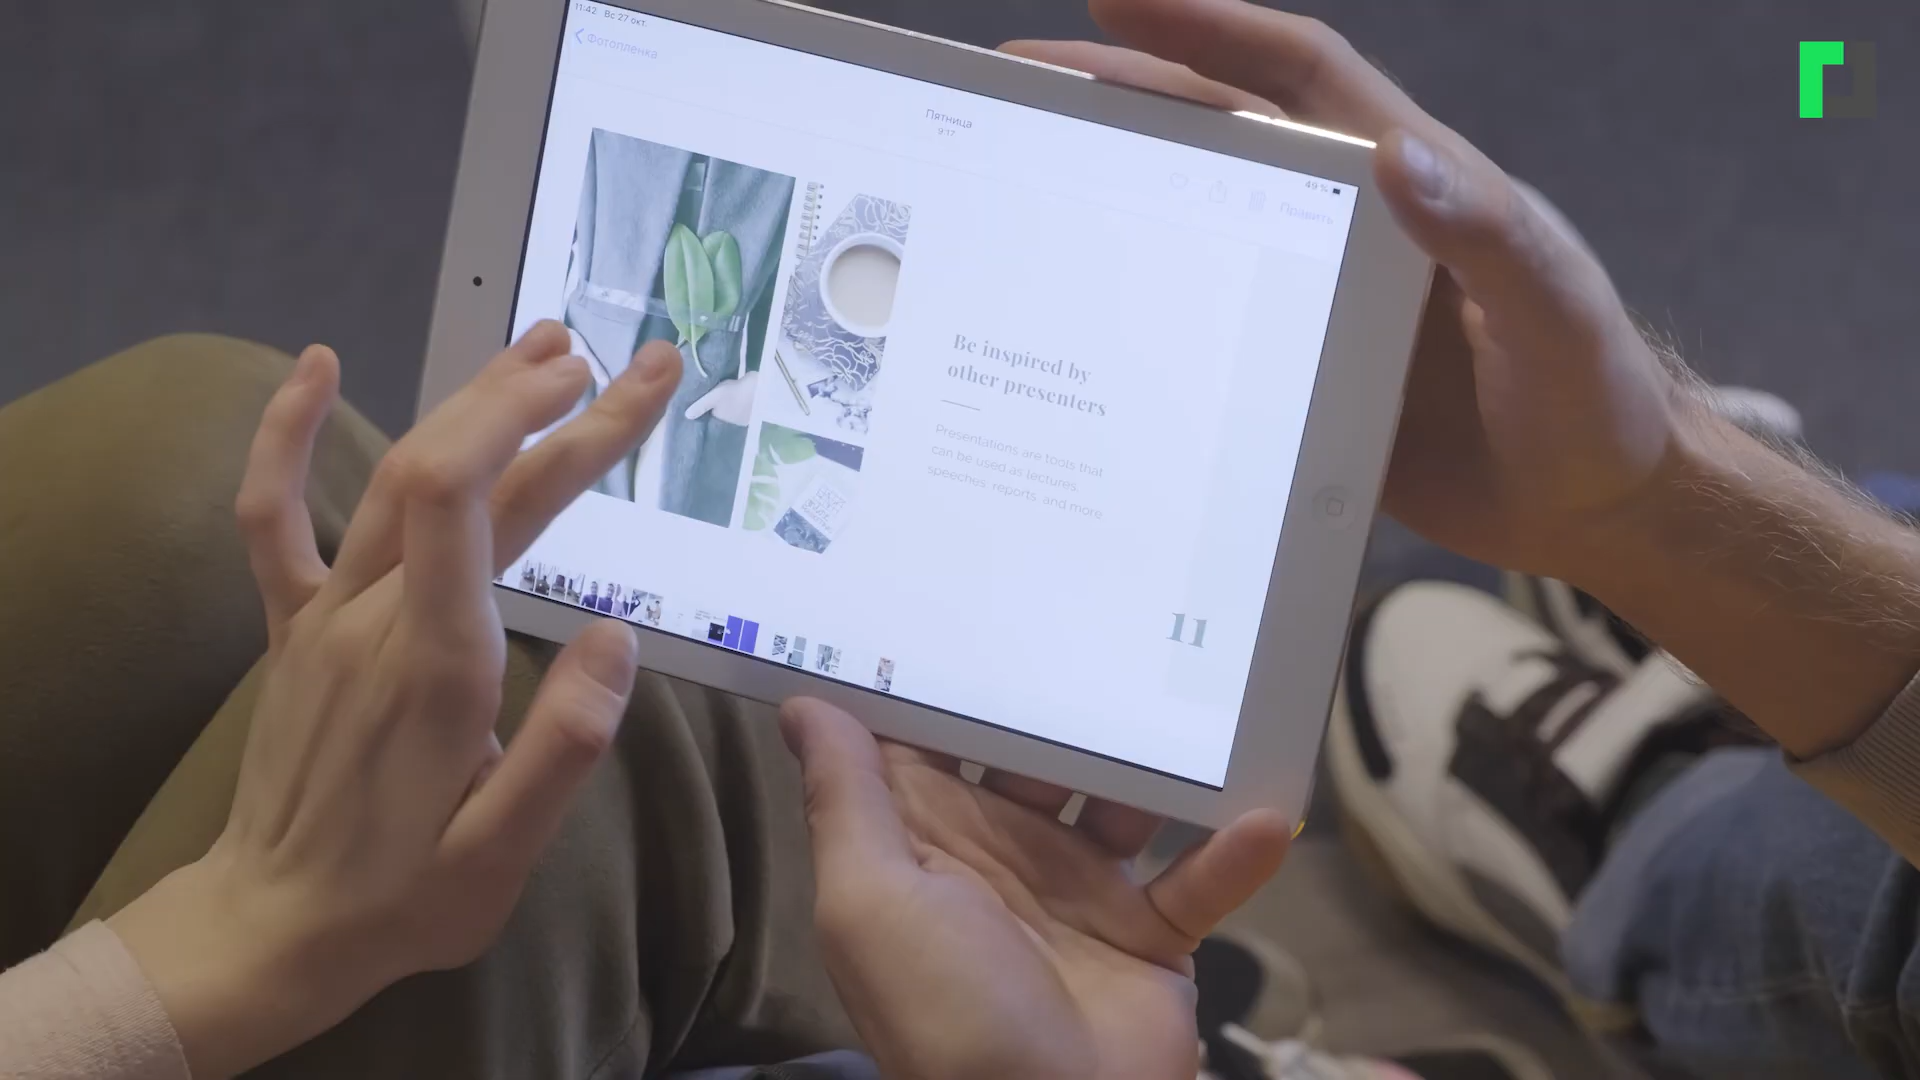 11:42 Вс 27 окт.
Фотопленка
Пятница
9:17
49 %
Править
Be inspired by
other presenters
Presentations are tools that
can be used as lectures,
speeches, reports, and more
11